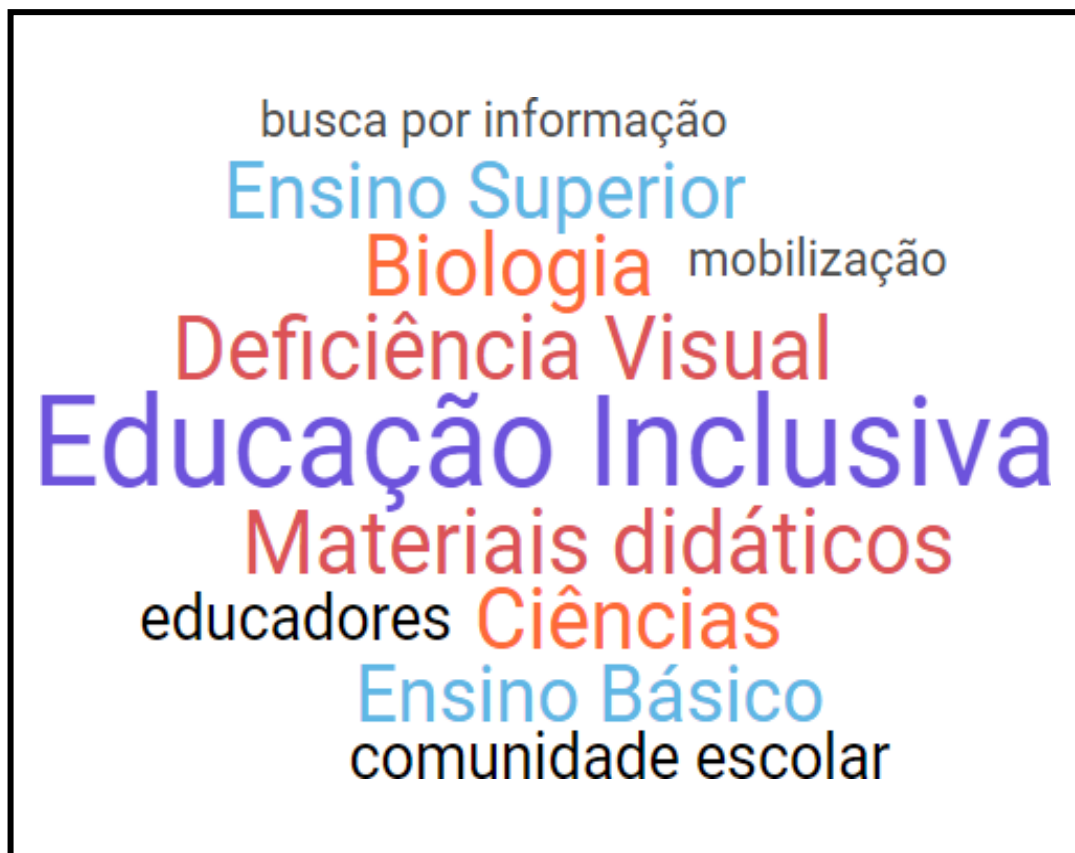 busca por informação
Ensino Superior
Biologia
mobilização
Deficiência Visual
Educação Inclusiva
Materiais didáticos
educadores
Ciências
Ensino Básico
comunidade escolar